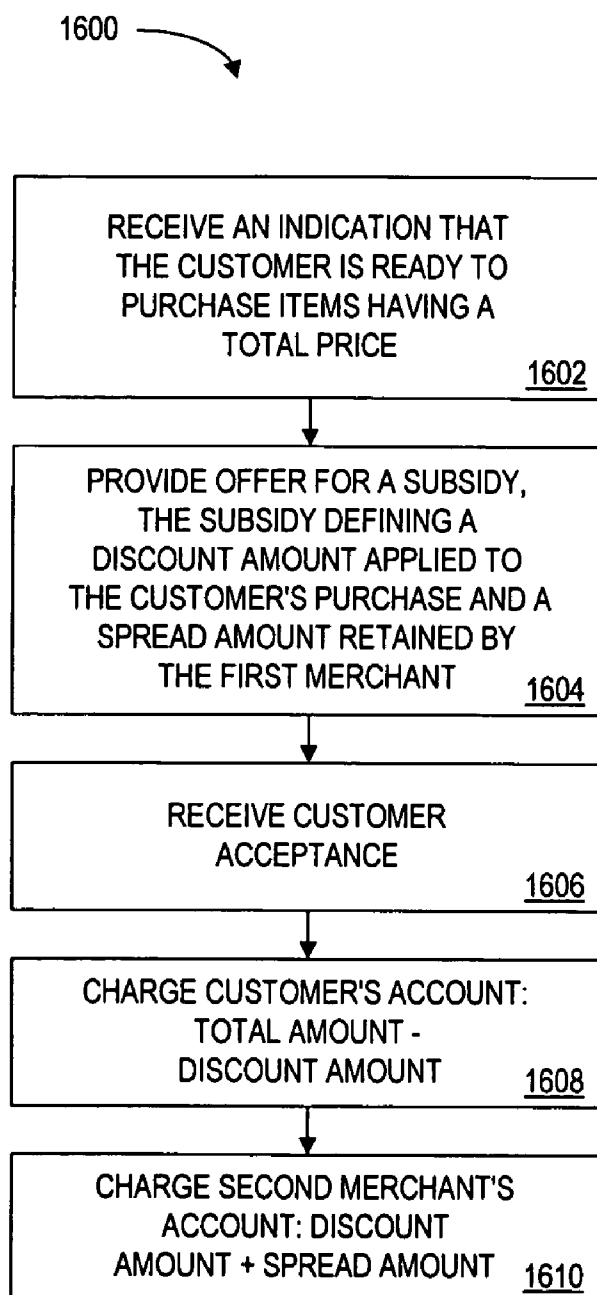 1600
RECEIVE AN INDICATION THAT
THE CUSTOMER IS READY TO
PURCHASE ITEMS HAVING A
TOTAL PRICE
1602
PROVIDE OFFER FOR A SUBSIDY,
THE SUBSIDY DEFINING A
DISCOUNT AMOUNT APPLIED TO
THE CUSTOMER'S PURCHASE AND A
SPREAD AMOUNT RETAINED BY
THE FIRST MERCHANT
1604
RECEIVE CUSTOMER
ACCEPTANCE
1606
CHARGE CUSTOMER'S ACCOUNT:
TOTAL AMOUNT -
DISCOUNT AMOUNT
1608
CHARGE SECOND MERCHANT'S
ACCOUNT: DISCOUNT
AMOUNT + SPREAD AMOUNT
1610